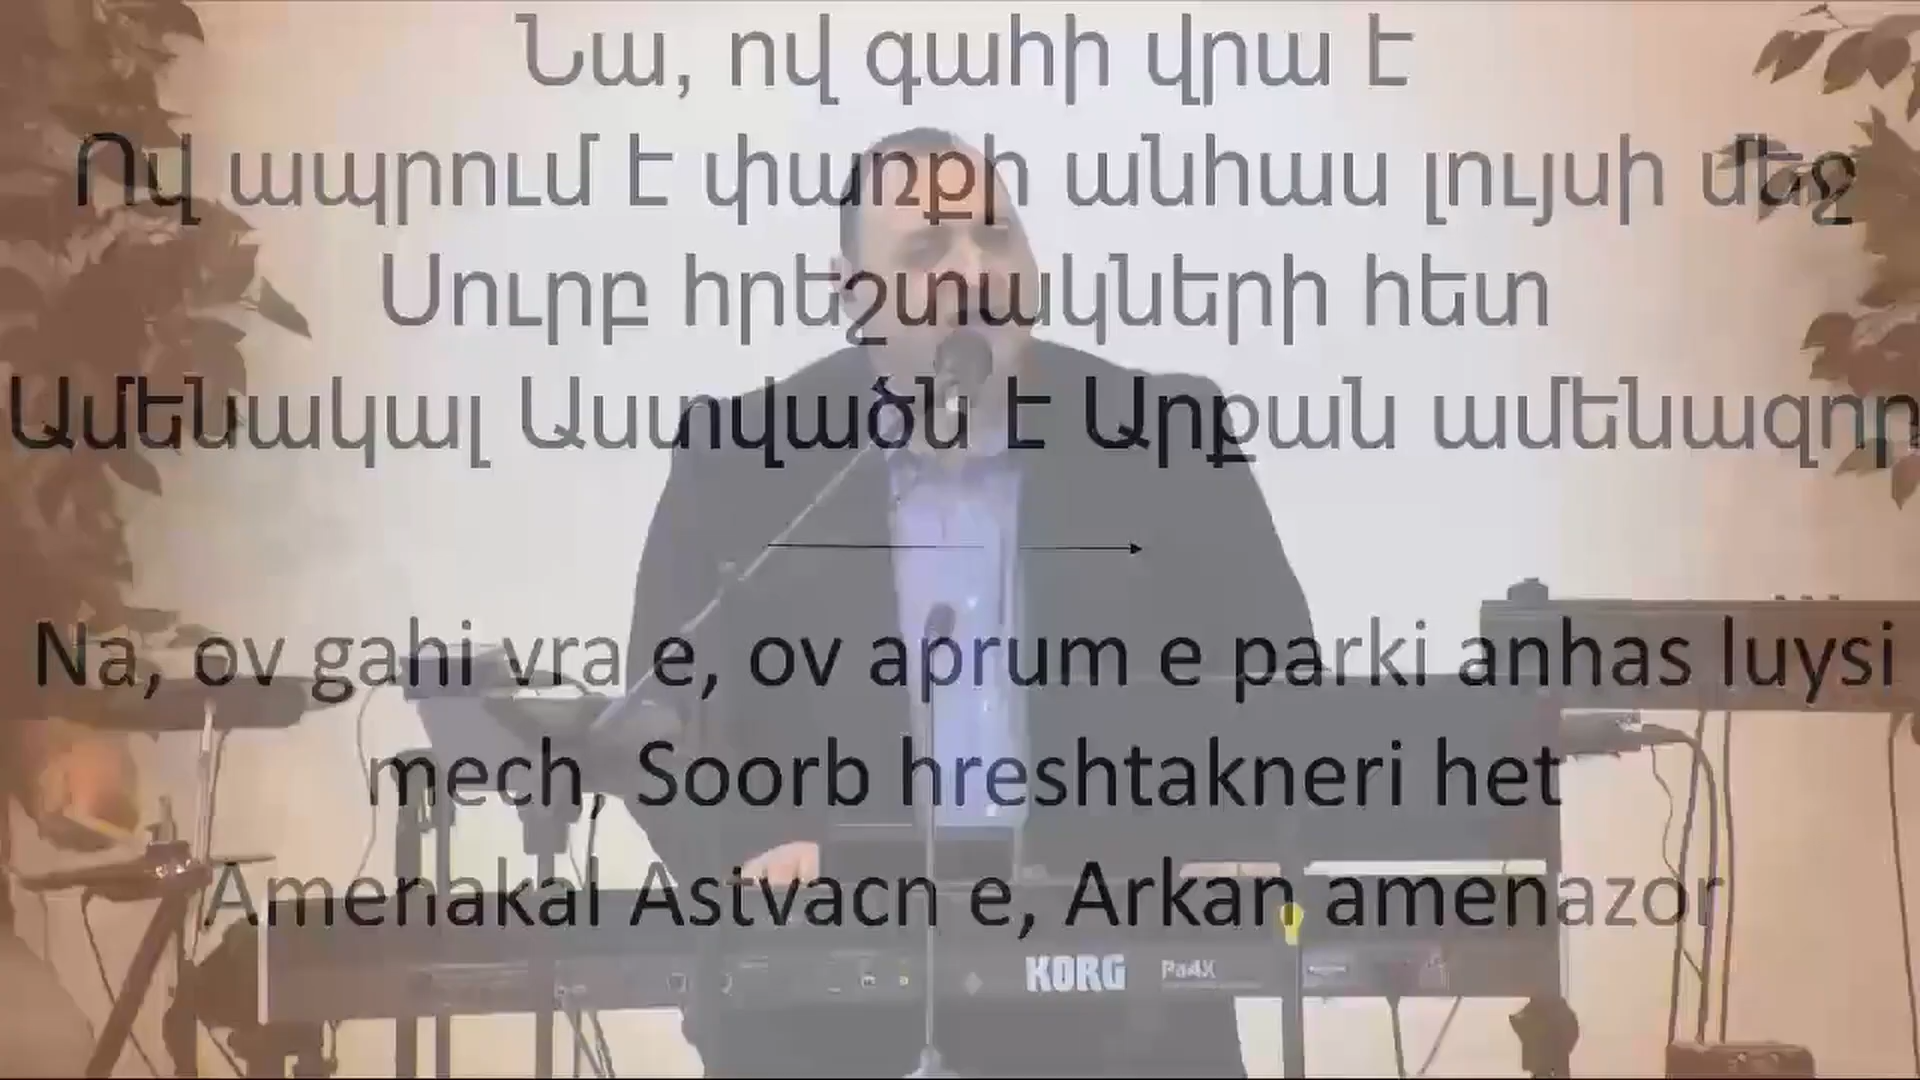 Նա, ով գահի վրա է
Ով ապրում է փառքի անհաս լույսի մեջ
Սուրբ հրեշտակների հետ
Ամենակալ Աստվածն է Արքան ամենազոր
Na, ov gahi vra e, ov aprum e parki anhas luysi
mech, Soorb hreshtakneri het
Amenakal Astvacn e, Arkan amenazor
KORG Pa4X